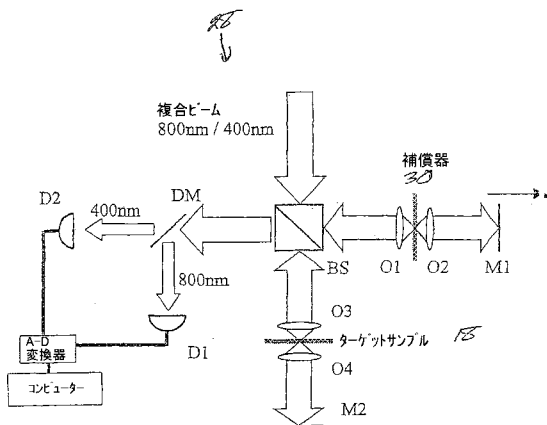 28
複合ビーム
800nm / 400nm
補償器
30
D2
DM
400nm
800nm
BS
O1
O2
M1
D1
O3
ターゲットサンプル
18
O4
M2
A-D
変換器
コンピューター